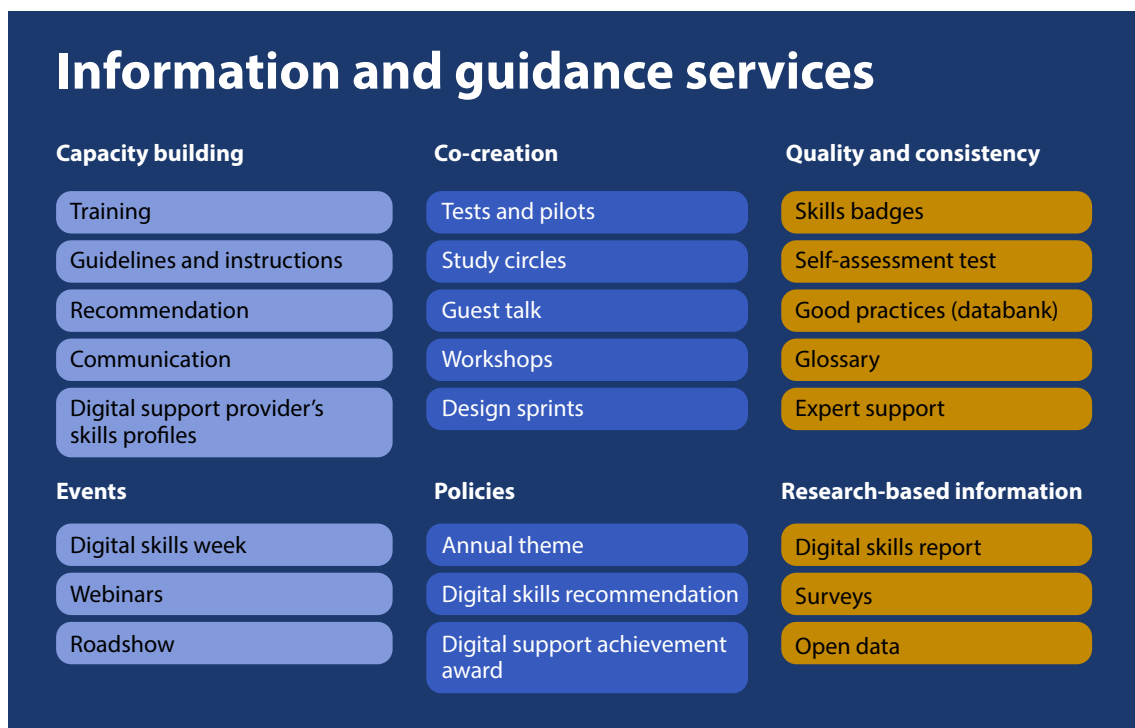 Information and guidance services
Capacity building
Training
Guidelines and instructions
Recommendation
Communication
Digital support provider’s
skills profiles
Co-creation
Tests and pilots
Study circles
Guest talk
Workshops
Design sprints
Quality and consistency
Skills badges
Self-assessment test
Good practices (databank)
Glossary
Expert support
Events
Digital skills week
Webinars
Roadshow
Policies
Annual theme
Digital skills recommendation
Digital support achievement
award
Research-based information
Digital skills report
Surveys
Open data